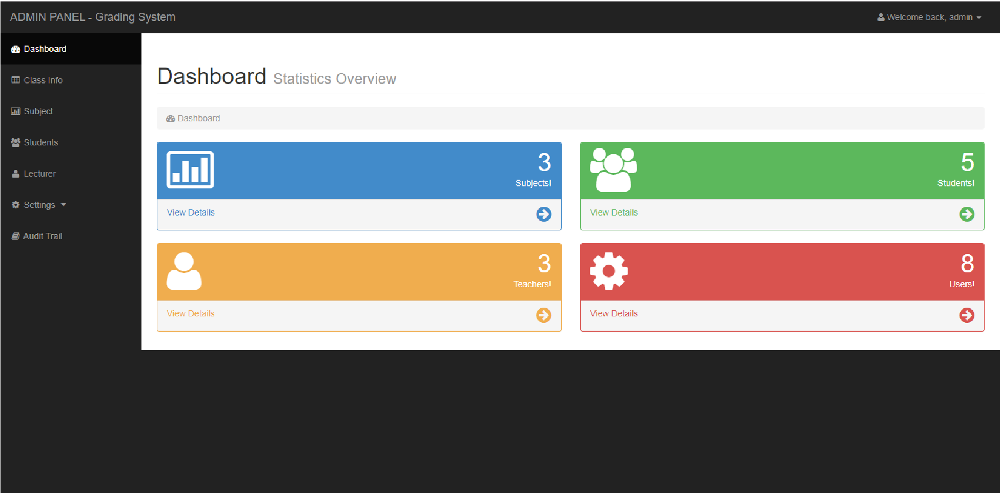 ADMIN PANEL - Grading System
Welcome back, admin
Dashboard
Class Info
Subject
Students
Lecturer
Settings
Audit Trail
Dashboard Statistics Overview
Dashboard
3
Subjects!
View Details
5
Students!
View Details
3
Teachers!
View Details
8
Users!
View Details